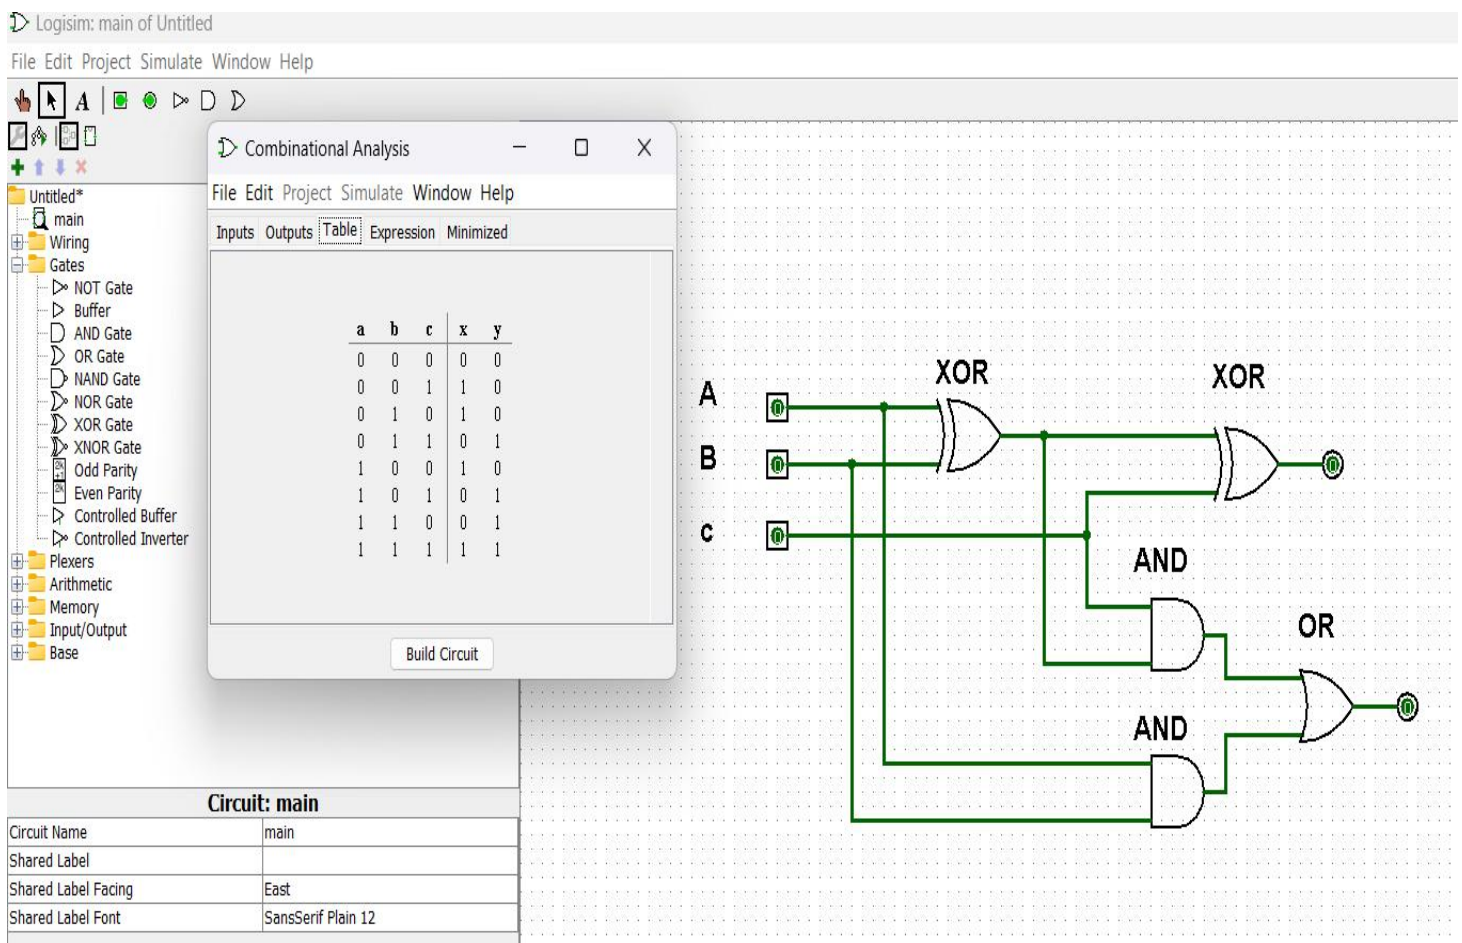 Logisim: main of Untitled
File Edit Project Simulate Window Help
A
Untitled*
main
Wiring
Gates
NOT Gate
Buffer
AND Gate
OR Gate
NAND Gate
NOR Gate
XOR Gate
XNOR Gate
Odd Parity
Even Parity
Controlled Buffer
Controlled Inverter
Plexers
Arithmetic
Memory
Input/Output
Base
Circuit: main
Circuit Name main
Shared Label
Shared Label Facing East
Shared Label Font SansSerif Plain 12
Combinational Analysis
File Edit Project Simulate Window Help
Inputs Outputs Table Expression Minimized
a b c x y
0 0 0 0 0
0 0 1 1 0
0 1 0 1 0
0 1 1 0 1
1 0 0 1 0
1 0 1 0 1
1 1 0 0 1
1 1 1 1 1
Build Circuit
XOR
XOR
A
B
c
AND
OR
AND